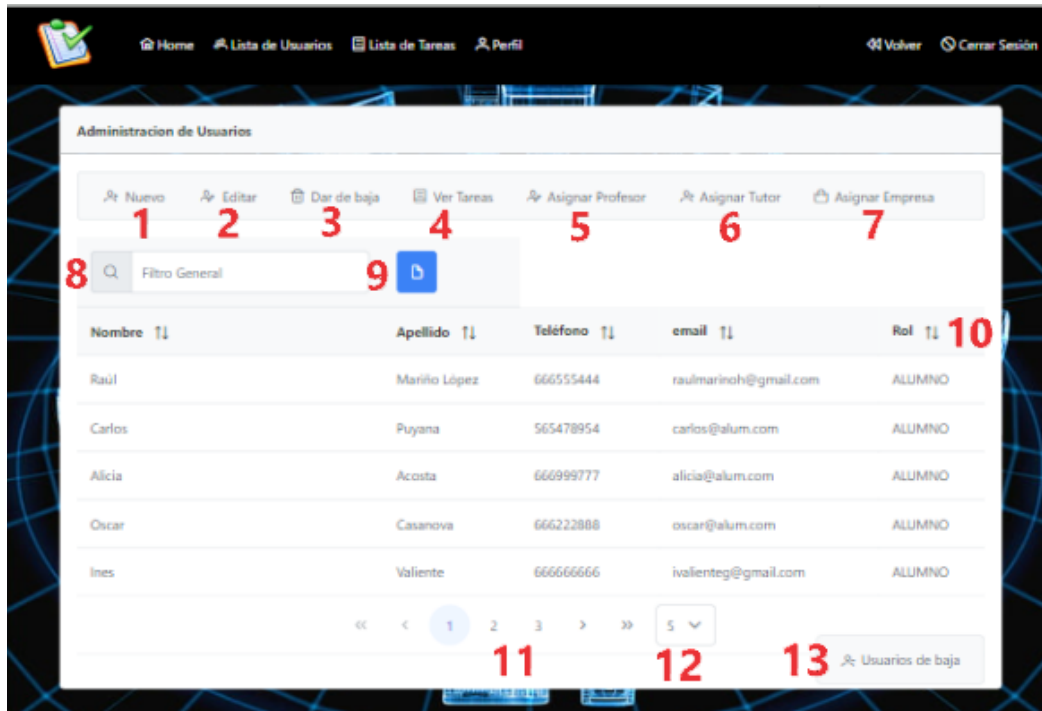 Home Lista de Usuarios Lista de Tareas Perfil Volver Cerrar Sesión
Administracion de Usuarios
Nuevo Editar Dar de baja Ver Tareas Asignar Profesor Asignar Tutor Asignar Empresa
1 2 3 4 5 6 7
8 Filtro General 9
Nombre Apellido Teléfono email Rol 10
Raúl Mariño López 666555444 raulmarinoh@gmail.com ALUMNO
Carlos Puyana 565478954 carlos@alum.com ALUMNO
Alicia Acosta 666999777 alicia@alum.com ALUMNO
Oscar Casanova 666222888 oscar@alum.com ALUMNO
Ines Valiente 666666666 ivalienteg@gmail.com ALUMNO
« ‹ 1 2 3 › » 5
11 12 13 Usuarios de baja